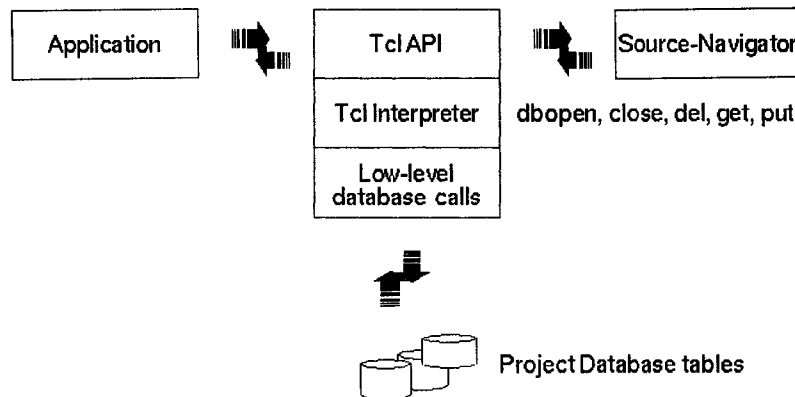 Application
Tcl API
Source-Navigator
Tcl Interpreter
dbopen, close, del, get, put
Low-level
database calls
Project Database tables